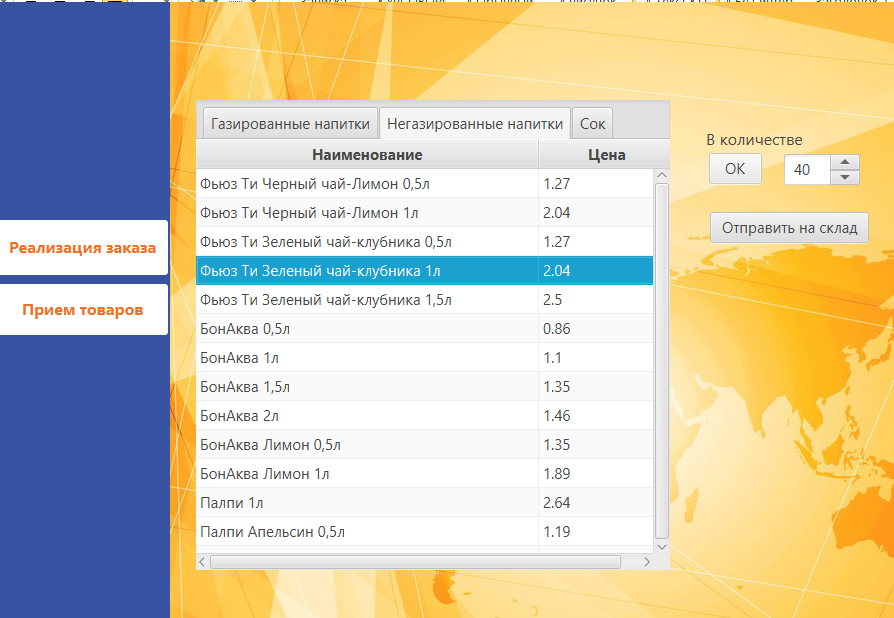 Газированные напитки
Негазированные напитки
Сок
Наименование
Цена
Фьюз Ти Черный чай-Лимон 0,5л 1.27
Фьюз Ти Черный чай-Лимон 1л 2.04
Фьюз Ти Зеленый чай-клубника 0,5л 1.27
Фьюз Ти Зеленый чай-клубника 1л 2.04
Фьюз Ти Зеленый чай-клубника 1,5л 2.5
БонАква 0,5л 0.86
БонАква 1л 1.1
БонАква 1,5л 1.35
БонАква 2л 1.46
БонАква Лимон 0,5л 1.35
БонАква Лимон 1л 1.89
Палпи 1л 2.64
Палпи Апельсин 0,5л 1.19
В количестве
ОК
40
Отправить на склад
Реализация заказа
Прием товаров